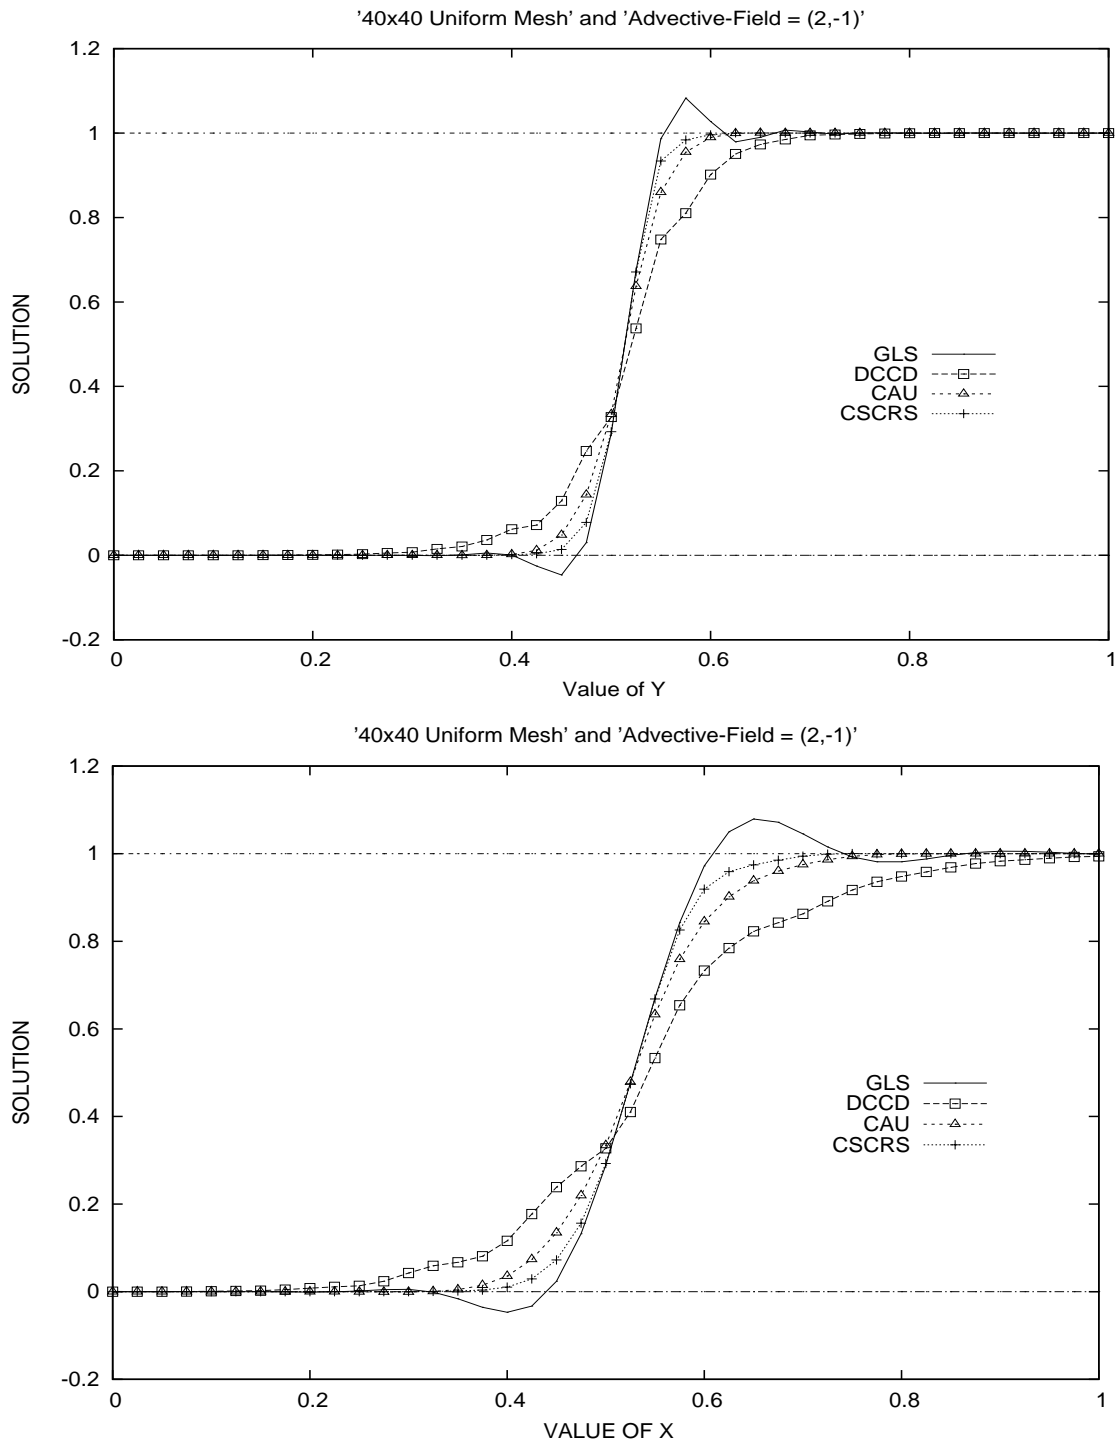 '40x40 Uniform Mesh' and 'Advective-Field = (2,-1)'
1.2
1
0.8
0.6
0.4
0.2
0
-0.2
SOLUTION
GLS
DCCD
CAU
CSCRS
0 0.2 0.4 0.6 0.8 1
Value of Y
'40x40 Uniform Mesh' and 'Advective-Field = (2,-1)'
1.2
1
0.8
0.6
0.4
0.2
0
-0.2
SOLUTION
GLS
DCCD
CAU
CSCRS
0 0.2 0.4 0.6 0.8 1
VALUE OF X